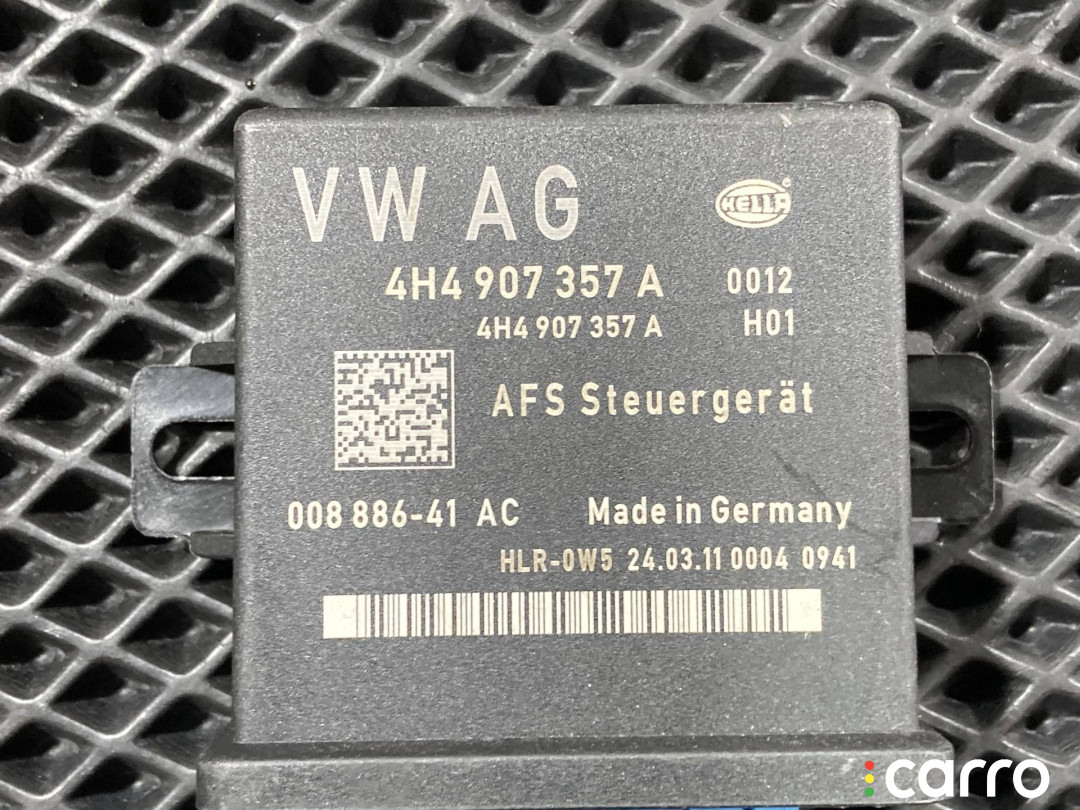 VW AG
HELLA
4H4 907 357 A 0012
4H4 907 357 A H01
AFS Steuergerät
008 886-41 AC Made in Germany
HLR-0W5 24.03.11 0004 0941
carro